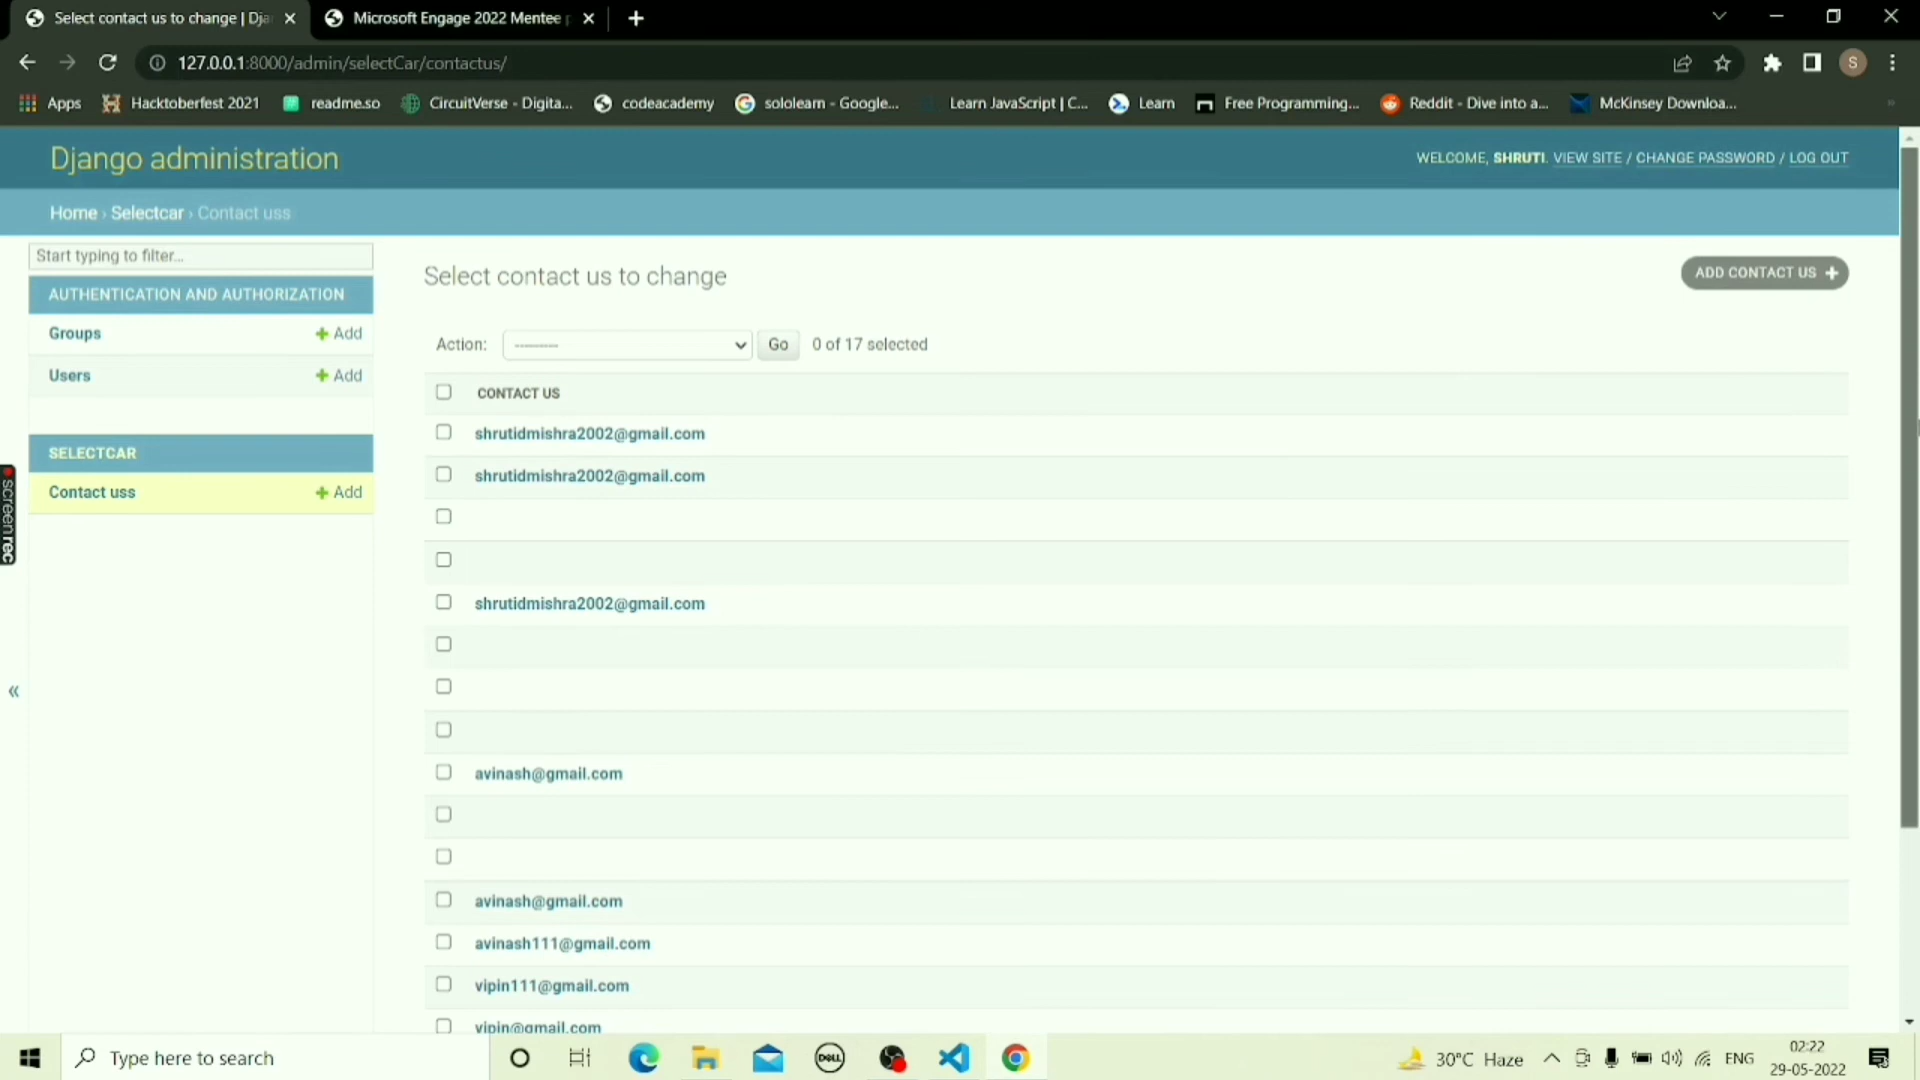 Select contact us to change | Dja
Microsoft Engage 2022 Mentee p
127.0.0.1:8000/admin/selectCar/contactus/
S
Apps
Hacktoberfest 2021
readme.so
CircuitVerse - Digita...
codeacademy
sololearn - Google...
Learn JavaScript | C...
Learn
Free Programming...
Reddit - Dive into a...
McKinsey Downloa...
Django administration
WELCOME, SHRUTI. VIEW SITE / CHANGE PASSWORD / LOG OUT
Home › Selectcar › Contact uss
Start typing to filter...
AUTHENTICATION AND AUTHORIZATION
Groups + Add
Users + Add
SELECTCAR
Contact uss + Add
screenrec
«
Select contact us to change
ADD CONTACT US +
Action: --------- Go 0 of 17 selected
CONTACT US
shrutidmishra2002@gmail.com
shrutidmishra2002@gmail.com
shrutidmishra2002@gmail.com
avinash@gmail.com
avinash@gmail.com
avinash111@gmail.com
vipin111@gmail.com
vipin@gmail.com
Type here to search
DELL
30°C Haze
ENG
02:22
29-05-2022